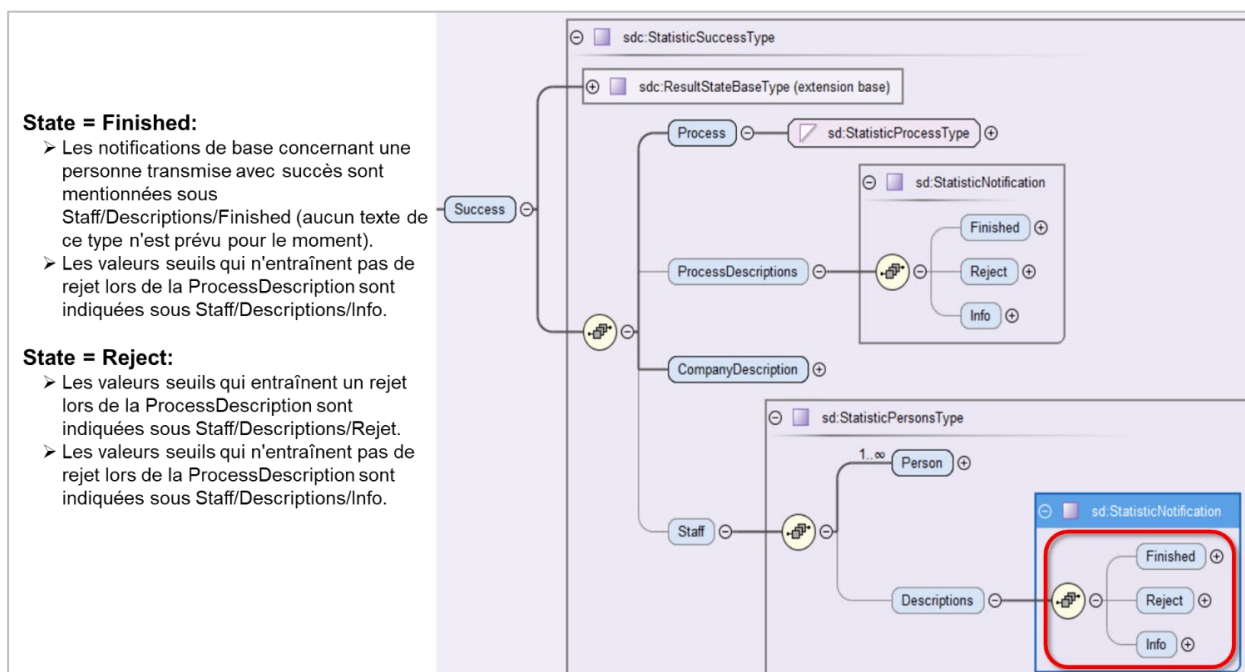 State = Finished:
➢ Les notifications de base concernant une
personne transmise avec succès sont
mentionnées sous
Staff/Descriptions/Finished (aucun texte de
ce type n'est prévu pour le moment).
➢ Les valeurs seuils qui n'entraînent pas de
rejet lors de la ProcessDescription sont
indiquées sous Staff/Descriptions/Info.
State = Reject:
➢ Les valeurs seuils qui entraînent un rejet
lors de la ProcessDescription sont
indiquées sous Staff/Descriptions/Rejet.
➢ Les valeurs seuils qui n'entraînent pas de
rejet lors de la ProcessDescription sont
indiquées sous Staff/Descriptions/Info.
Success
sdc:StatisticSuccessType
sdc:ResultStateBaseType (extension base)
Process
sd:StatisticProcessType
ProcessDescriptions
sd:StatisticNotification
Finished
Reject
Info
CompanyDescription
Staff
sd:StatisticPersonsType
1..∞
Person
Descriptions
sd:StatisticNotification
Finished
Reject
Info